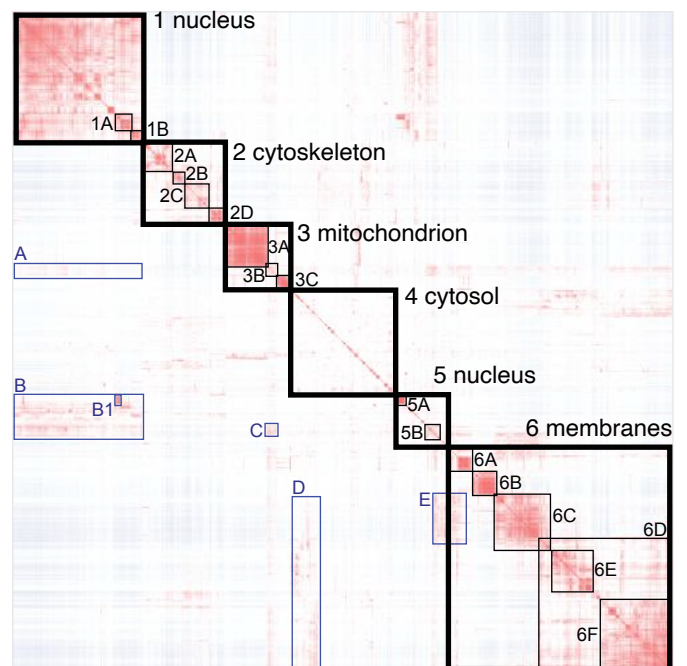 1 nucleus
1A
1B
2 cytoskeleton
2A
2B
2C
2D
3 mitochondrion
3A
A
3B
3C
4 cytosol
5 nucleus
B
B1
5A
C
5B
6 membranes
6A
6B
D
E
6C
6D
6E
6F